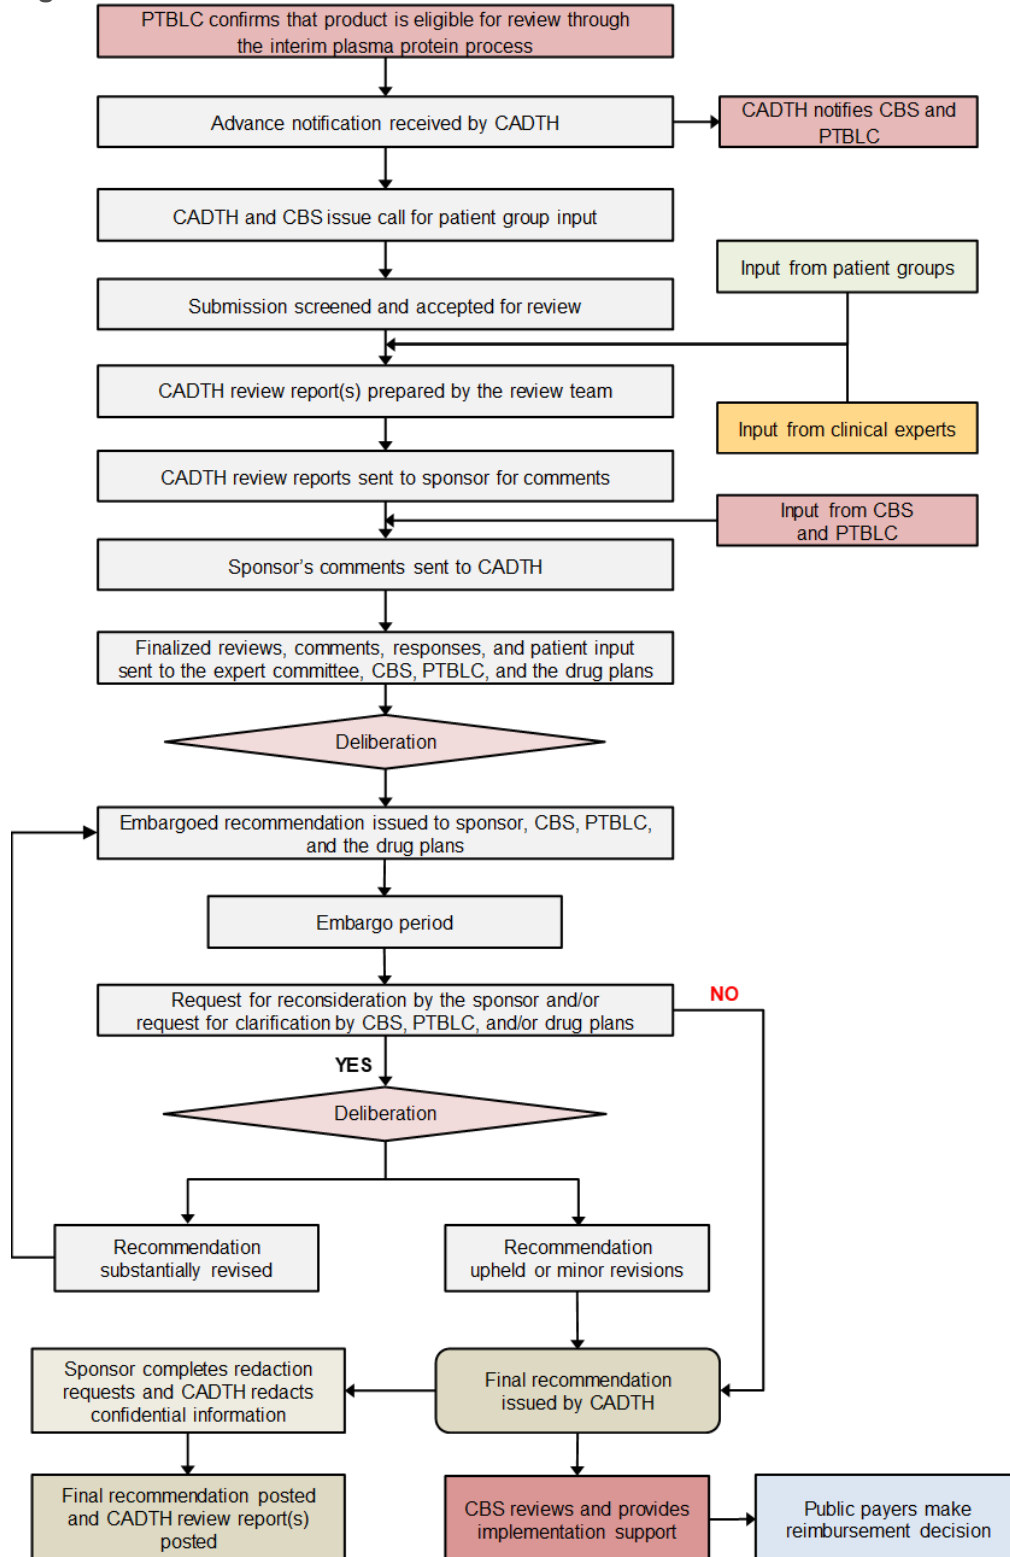 PTBLC confirms that product is eligible for review through
the interim plasma protein process
Advance notification received by CADTH
CADTH notifies CBS and
PTBLC
CADTH and CBS issue call for patient group input
Input from patient groups
Submission screened and accepted for review
CADTH review report(s) prepared by the review team
Input from clinical experts
CADTH review reports sent to sponsor for comments
Input from CBS
and PTBLC
Sponsor's comments sent to CADTH
Finalized reviews, comments, responses, and patient input
sent to the expert committee, CBS, PTBLC, and the drug plans
Deliberation
Embargoed recommendation issued to sponsor, CBS, PTBLC,
and the drug plans
Embargo period
Request for reconsideration by the sponsor and/or
request for clarification by CBS, PTBLC, and/or drug plans
NO
YES
Deliberation
Recommendation
substantially revised
Recommendation
upheld or minor revisions
Sponsor completes redaction
requests and CADTH redacts
confidential information
Final recommendation
issued by CADTH
Final recommendation posted
and CADTH review report(s)
posted
CBS reviews and provides
implementation support
Public payers make
reimbursement decision